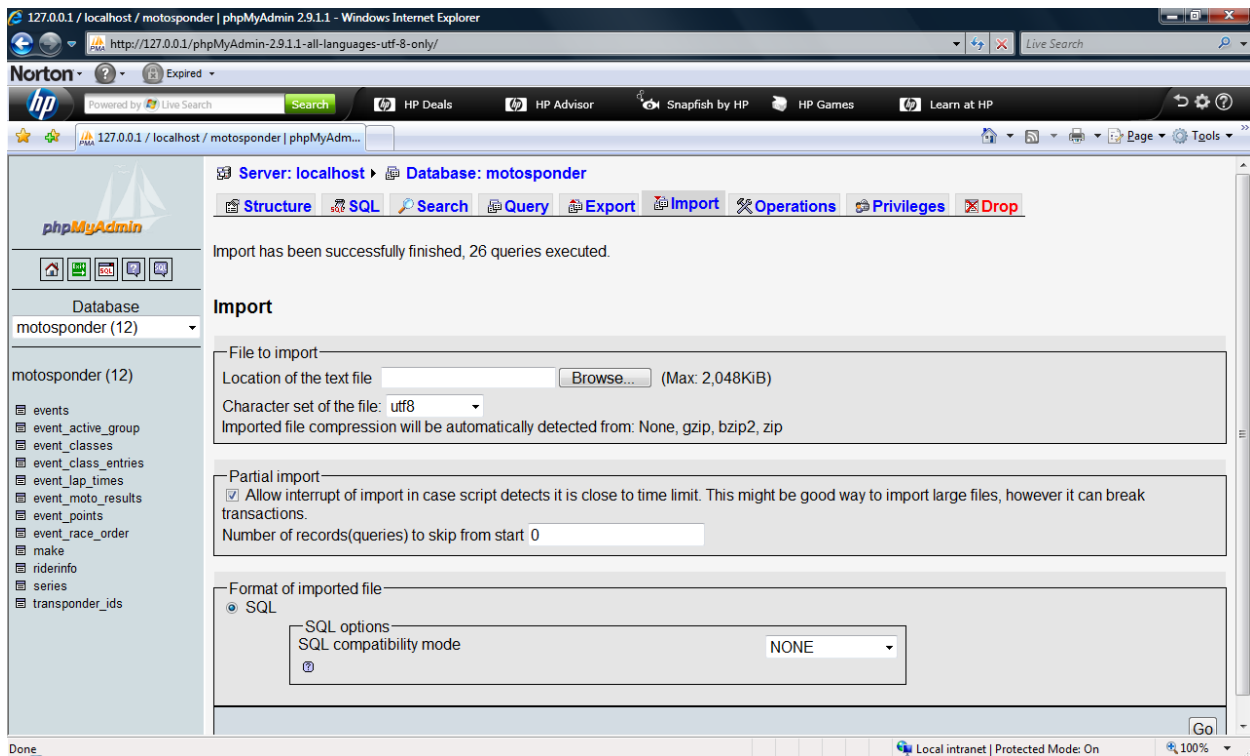 127.0.0.1 / localhost / motosponder | phpMyAdmin 2.9.1.1 - Windows Internet Explorer
http://127.0.0.1/phpMyAdmin-2.9.1.1-all-languages-utf-8-only/
Live Search
Norton
Expired
hp
Powered by Live Search
Search
HP Deals
HP Advisor
Snapfish by HP
HP Games
Learn at HP
127.0.0.1 / localhost / motosponder | phpMyAdm...
Page
Tools
phpMyAdmin
Database
motosponder (12)
motosponder (12)
events
event_active_group
event_classes
event_class_entries
event_lap_times
event_moto_results
event_points
event_race_order
make
riderinfo
series
transponder_ids
Server: localhost
Database: motosponder
Structure
SQL
Search
Query
Export
Import
Operations
Privileges
Drop
Import has been successfully finished, 26 queries executed.
Import
File to import
Location of the text file
Browse...
(Max: 2,048KiB)
Character set of the file: utf8
Imported file compression will be automatically detected from: None, gzip, bzip2, zip
Partial import
Allow interrupt of import in case script detects it is close to time limit. This might be good way to import large files, however it can break
transactions.
Number of records(queries) to skip from start 0
Format of imported file
SQL
SQL options
SQL compatibility mode
NONE
Go
Done
Local intranet | Protected Mode: On
100%